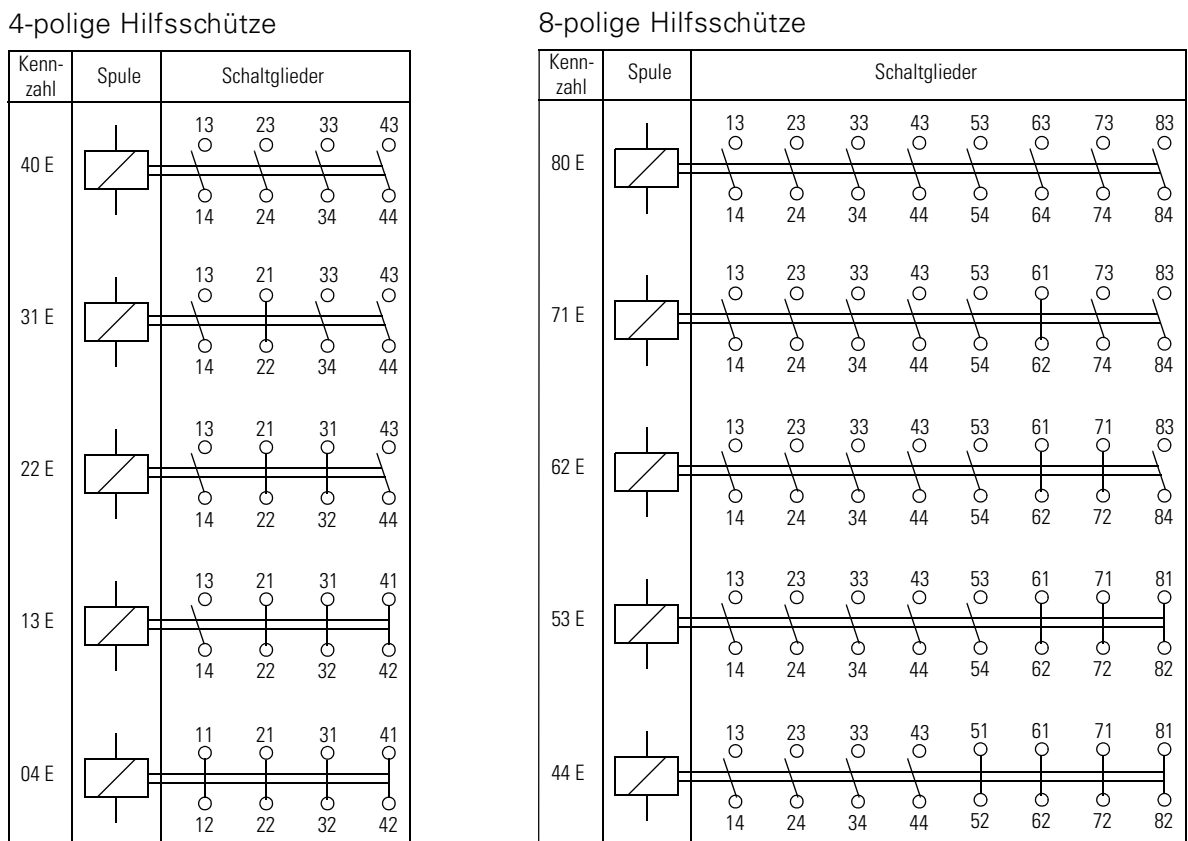 4-polige Hilfsschütze
Kenn-
zahl
Spule
Schaltglieder
13 23 33 43
40 E
14 24 34 44
13 21 33 43
31 E
14 22 34 44
13 21 31 43
22 E
14 22 32 44
13 21 31 41
13 E
14 22 32 42
11 21 31 41
04 E
12 22 32 42
8-polige Hilfsschütze
Kenn-
zahl
Spule
Schaltglieder
13 23 33 43 53 63 73 83
80 E
14 24 34 44 54 64 74 84
13 23 33 43 53 61 73 83
71 E
14 24 34 44 54 62 74 84
13 23 33 43 53 61 71 83
62 E
14 24 34 44 54 62 72 84
13 23 33 43 53 61 71 81
53 E
14 24 34 44 54 62 72 82
13 23 33 43 51 61 71 81
44 E
14 24 34 44 52 62 72 82